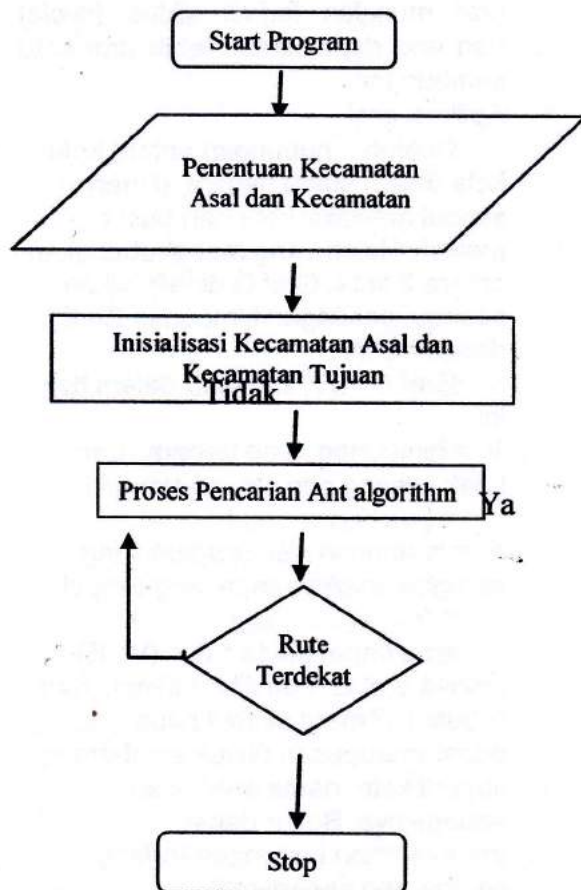 Start Program
Penentuan Kecamatan
Asal dan Kecamatan
Inisialisasi Kecamatan Asal dan
Kecamatan Tujuan
Tidak
Proses Pencarian Ant algorithm
Ya
Rute
Terdekat
Stop